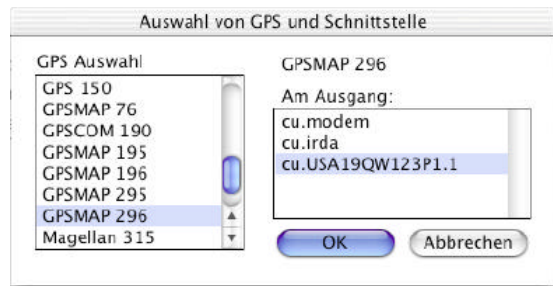 Auswahl von GPS und Schnittstelle
GPS Auswahl
GPS 150
GPSMAP 76
GPSCOM 190
GPSMAP 195
GPSMAP 196
GPSMAP 295
GPSMAP 296
Magellan 315
GPSMAP 296
Am Ausgang:
cu.modem
cu.irda
cu.USA19QW123P1.1
OK
Abbrechen